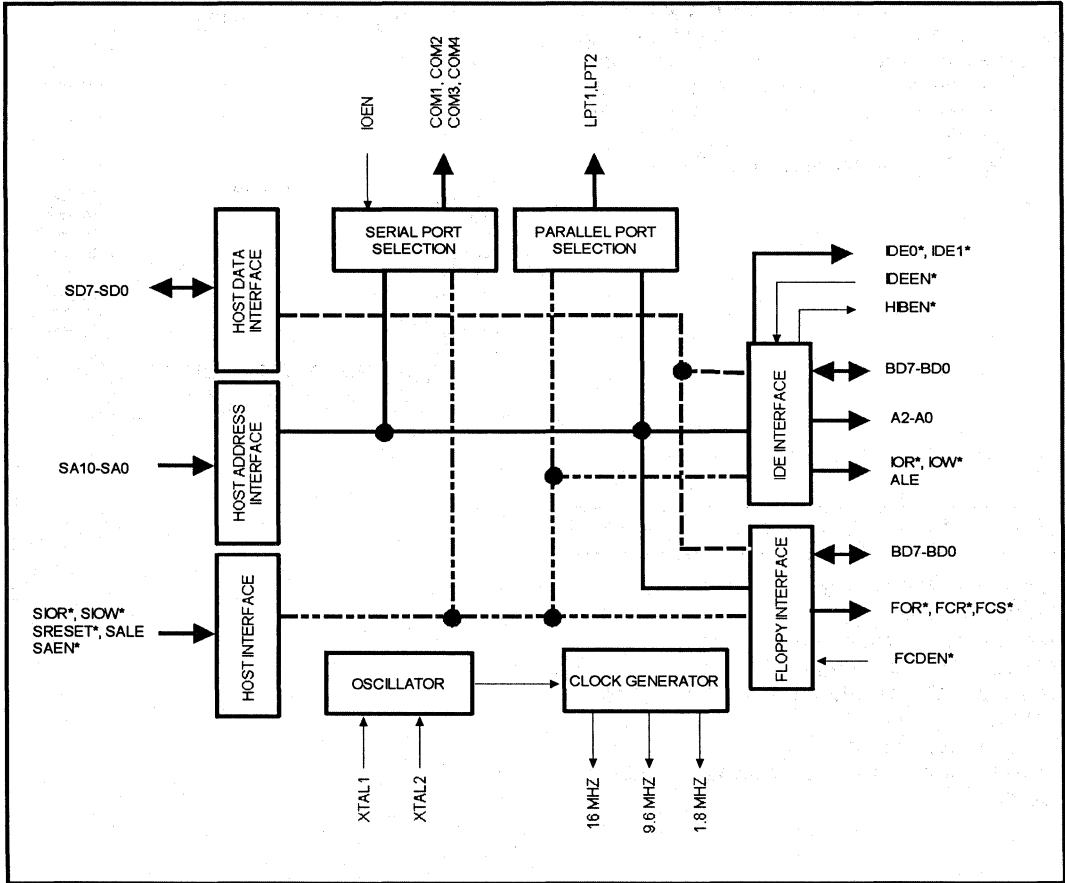 IOEN
COM1, COM2
COM3, COM4
LPT1,LPT2
SERIAL PORT
SELECTION
PARALLEL PORT
SELECTION
HOST DATA
INTERFACE
SD7-SD0
IDE0*, IDE1*
IDEEN*
HIBEN*
IDE INTERFACE
BD7-BD0
A2-A0
IOR*, IOW*
ALE
HOST ADDRESS
INTERFACE
SA10-SA0
HOST INTERFACE
SIOR*, SIOW*
SRESET*, SALE
SAEN*
FLOPPY INTERFACE
BD7-BD0
FOR*, FCR*,FCS*
FCDEN*
OSCILLATOR
CLOCK GENERATOR
XTAL1
XTAL2
16 MHZ
9.6 MHZ
1.8 MHZ